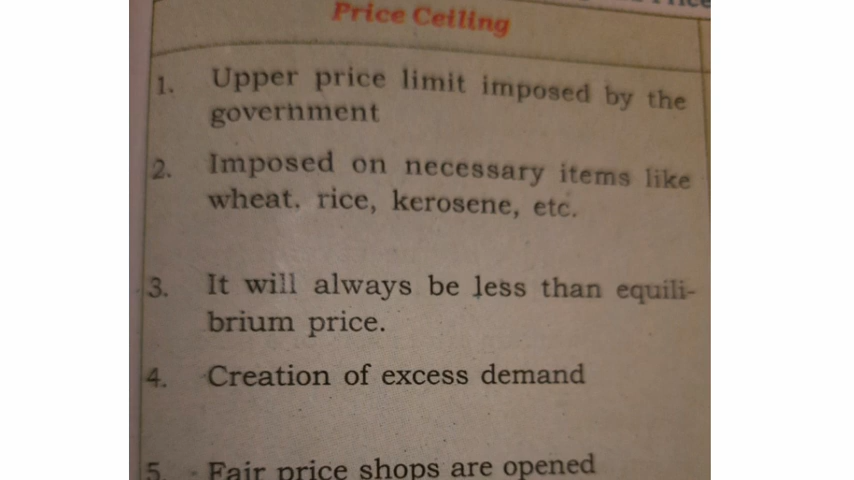 Price Ceiling
1. Upper price limit imposed by the
government
2. Imposed on necessary items like
wheat, rice, kerosene, etc.
3. It will always be less than equili-
brium price.
4. Creation of excess demand
5. Fair price shops are opened